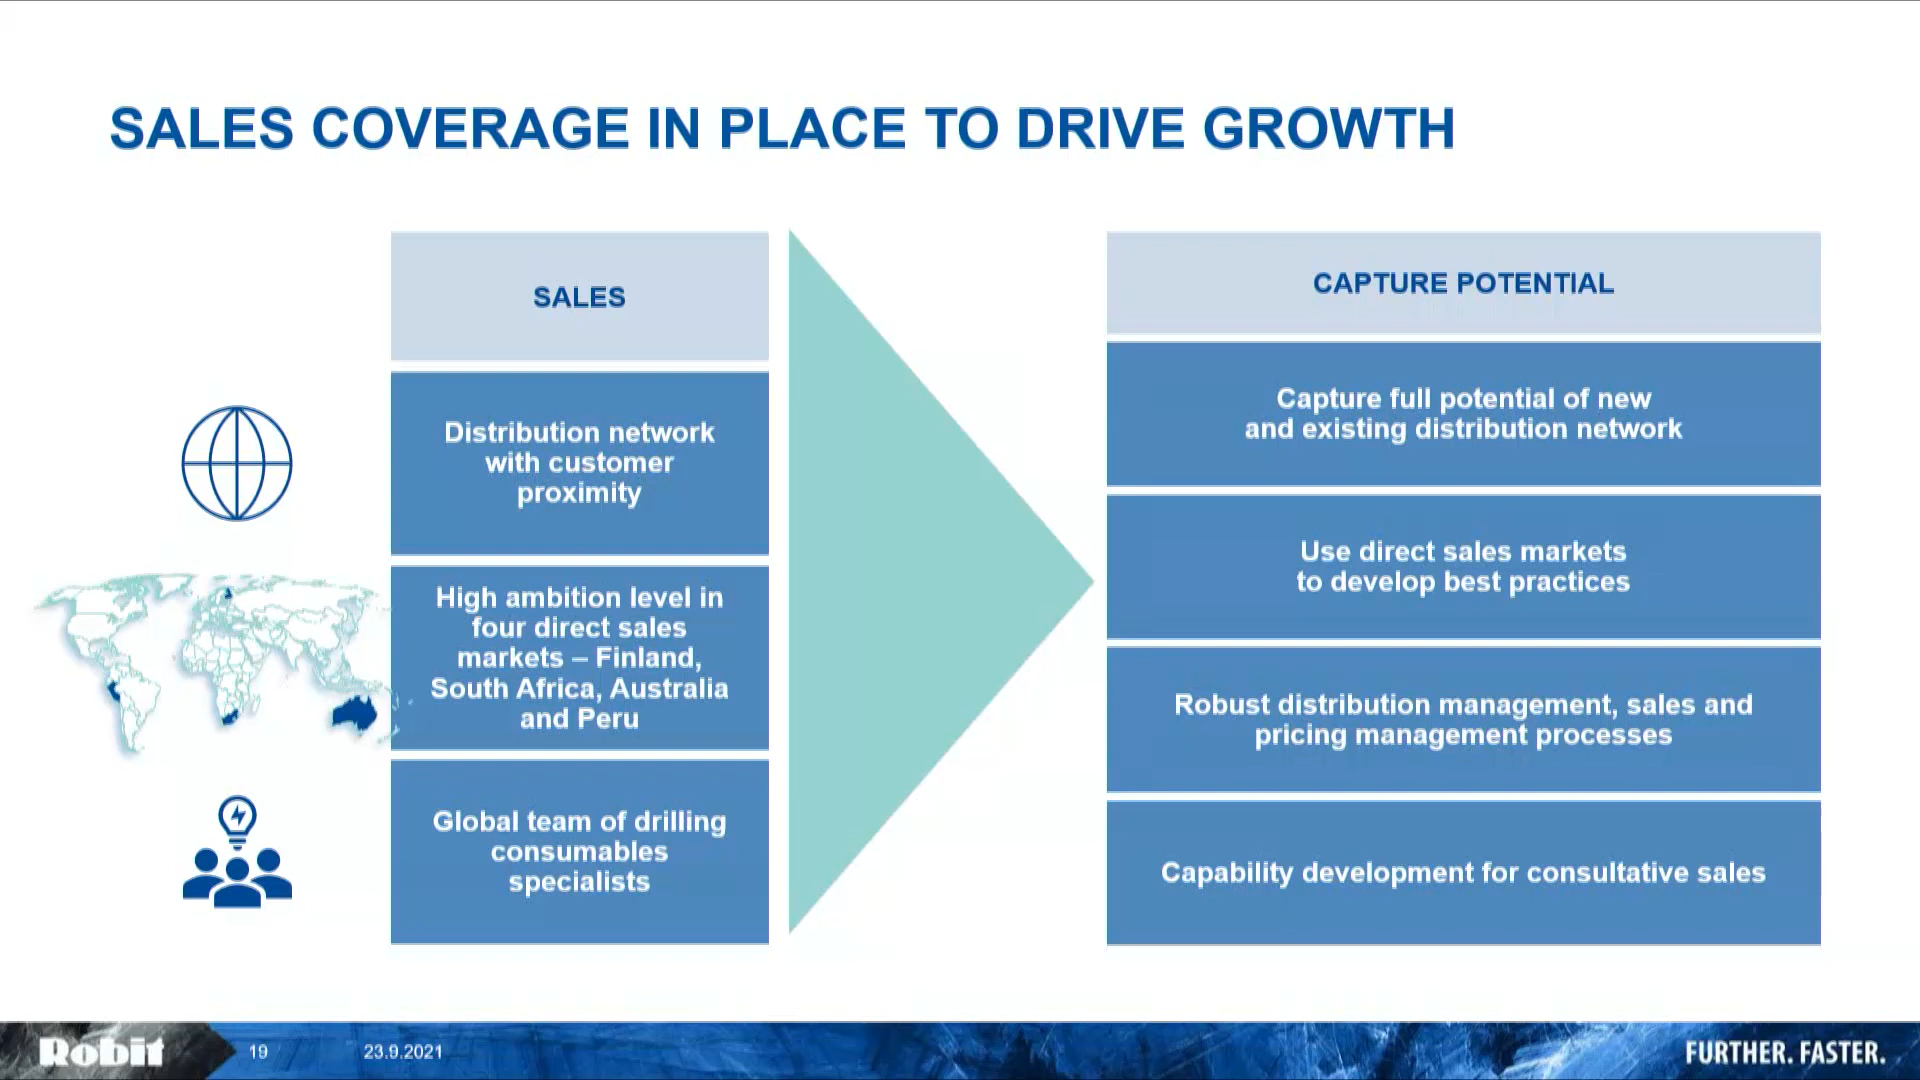 SALES COVERAGE IN PLACE TO DRIVE GROWTH
SALES
Distribution network
with customer
proximity
High ambition level in
four direct sales
markets – Finland,
South Africa, Australia
and Peru
Global team of drilling
consumables
specialists
CAPTURE POTENTIAL
Capture full potential of new
and existing distribution network
Use direct sales markets
to develop best practices
Robust distribution management, sales and
pricing management processes
Capability development for consultative sales
Robit
19
23.9.2021
FURTHER. FASTER.